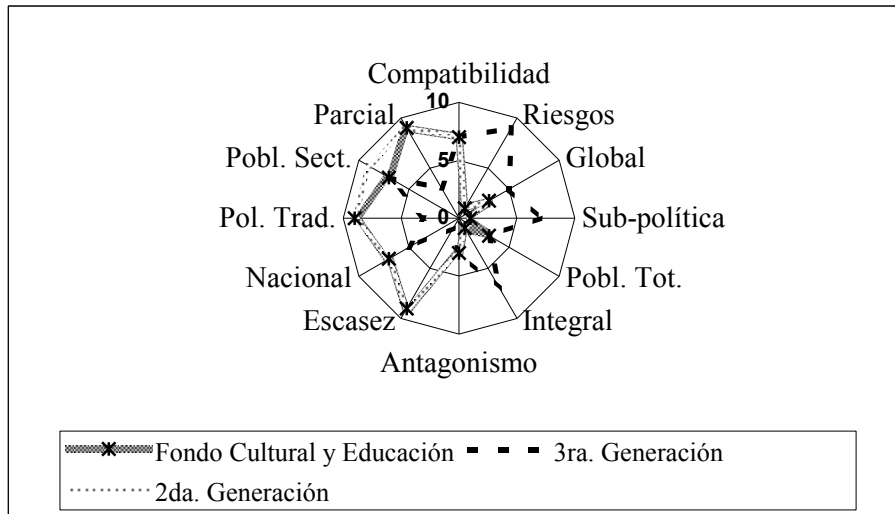 Compatibilidad
10
Parcial
Riesgos
Pobl. Sect.
5
Global
Pol. Trad.
0
Sub-política
Nacional
Pobl. Tot.
Escasez
Integral
Antagonismo
Fondo Cultural y Educación
3ra. Generación
2da. Generación